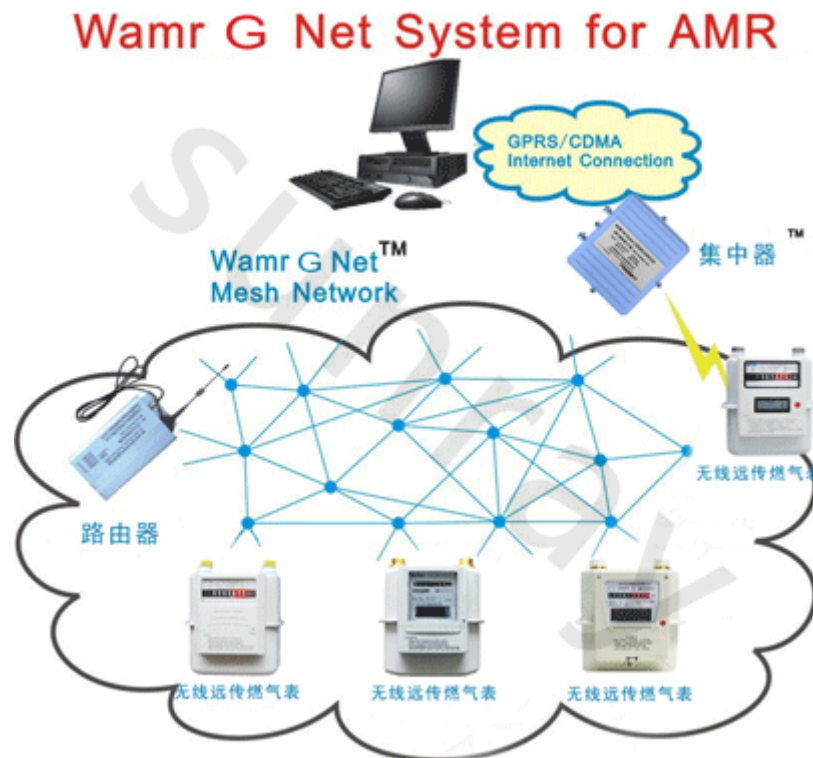 Wamr G Net System for AMR
GPRS/CDMA
Internet Connection
Wamr G Net™
Mesh Network
集中器™
无线远传燃气表
路由器
无线远传燃气表
无线远传燃气表
无线远传燃气表
sunray